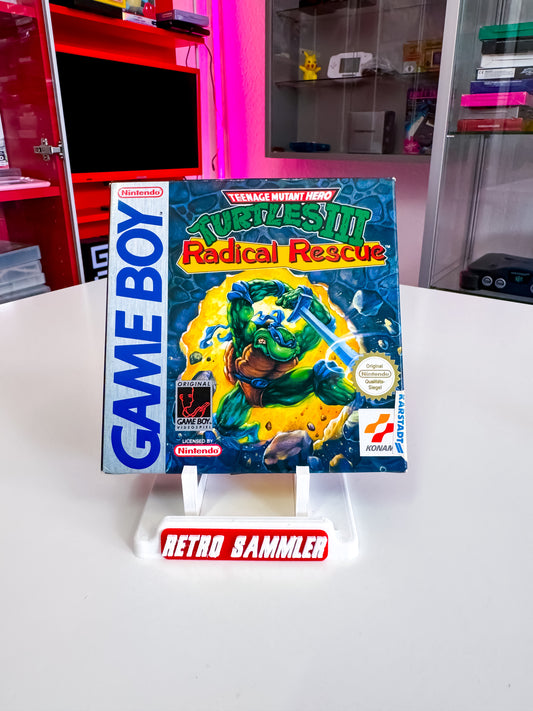 Nintendo
GAME BOY
TEENAGE MUTANT HERO
TURTLES III
Radical Rescue
ORIGINAL
GAME BOY
VIDEOSPIEL
LICENSED BY
Nintendo
Original
Nintendo
Qualitäts-
Siegel
KARSTADT
KONAMI
RETRO SAMMLER